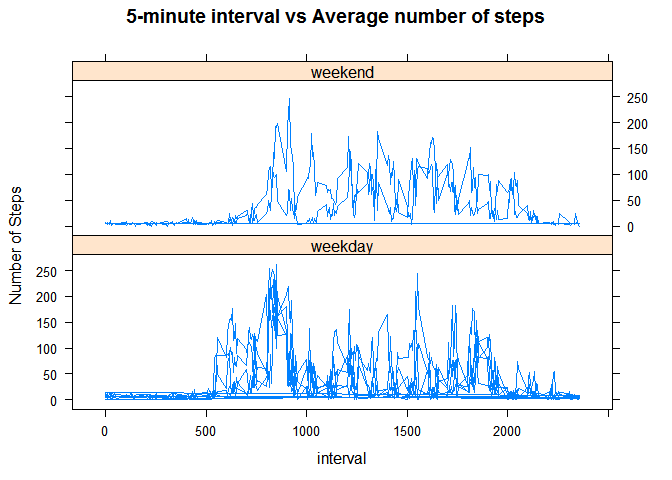 5-minute interval vs Average number of steps
weekend
250
200
150
100
50
0
Number of Steps
weekday
250
200
150
100
50
0
0 500 1000 1500 2000
interval